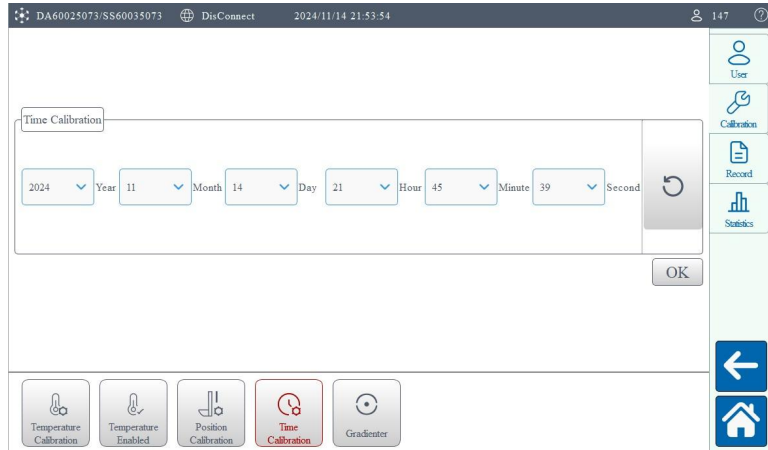 DA60025073/SS60035073 DisConnect 2024/11/14 21:53:54 147
User
Time Calibration
Calibration
Record
2024 Year 11 Month 14 Day 21 Hour 45 Minute 39 Second
Statistics
OK
Temperature Calibration
Temperature Enabled
Position Calibration
Time Calibration
Gradienter